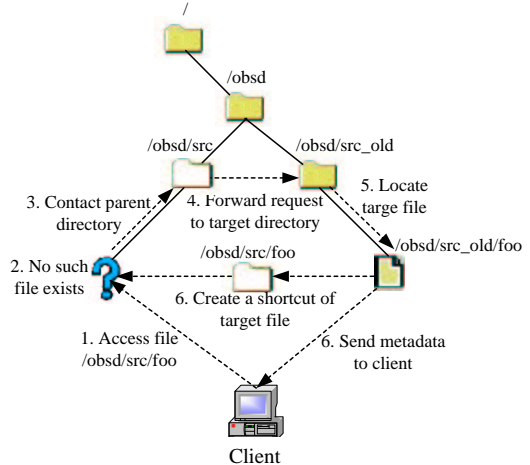 /
/obsd
/obsd/src
/obsd/src_old
3. Contact parent
directory
4. Forward request
to target directory
5. Locate
targe file
/obsd/src_old/foo
/obsd/src/foo
2. No such
file exists
6. Create a shortcut of
target file
1. Access file
/obsd/src/foo
6. Send metadata
to client
Client